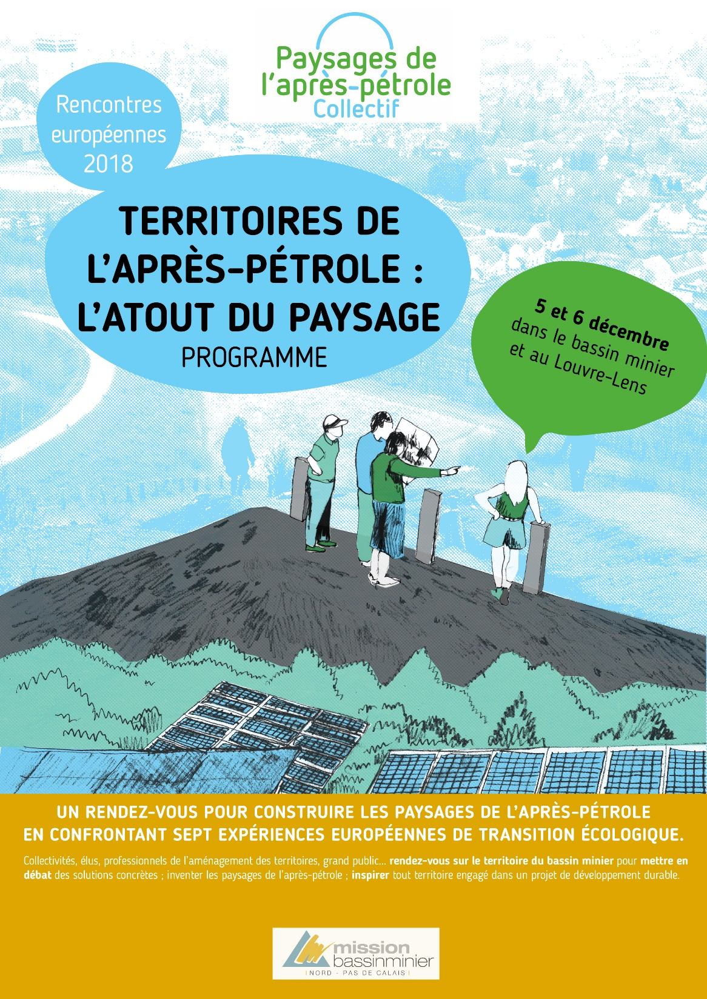 Paysages de
l'après-pétrole
Collectif
Rencontres
européennes
2018
TERRITOIRES DE
L'APRÈS-PÉTROLE :
L'ATOUT DU PAYSAGE
PROGRAMME
5 et 6 décembre
dans le bassin minier
et au Louvre-Lens
UN RENDEZ-VOUS POUR CONSTRUIRE LES PAYSAGES DE L'APRÈS-PÉTROLE
EN CONFRONTANT SEPT EXPÉRIENCES EUROPÉENNES DE TRANSITION ÉCOLOGIQUE.
Collectivités, élus, professionnels de l'aménagement des territoires, grand public... rendez-vous sur le territoire du bassin minier pour mettre en
débat des solutions concrètes ; inventer les paysages de l'après-pétrole ; inspirer tout territoire engagé dans un projet de développement durable.
mission
bassinminier
NORD - PAS DE CALAIS